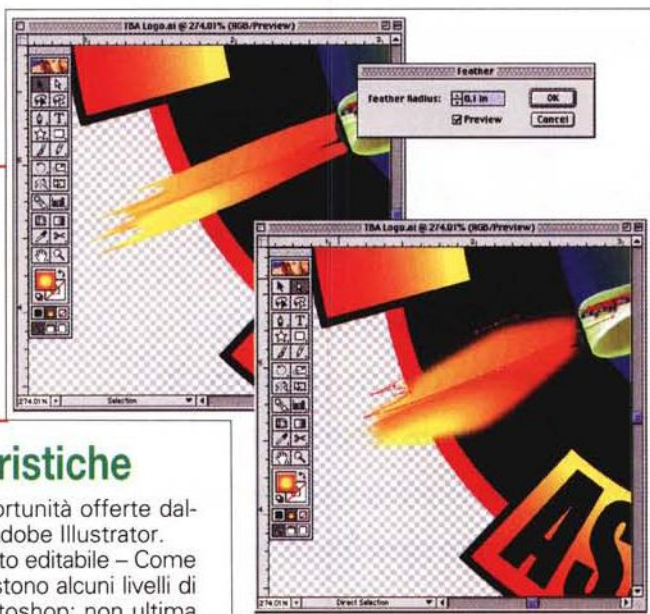 TBA Logo.ai @ 274.01% (RGB/Preview)
Feather
Feather Radius: 0,1 in
OK
Preview
Cancel
274.01%
Selection
TBA Logo.ai @ 274.01% (RGB/Preview)
AS
274.01%
Direct Selection
ristiche
ortunità offerte dal-
dobe Illustrator.
to editabile – Come
stono alcuni livelli di
toshop: non ultima